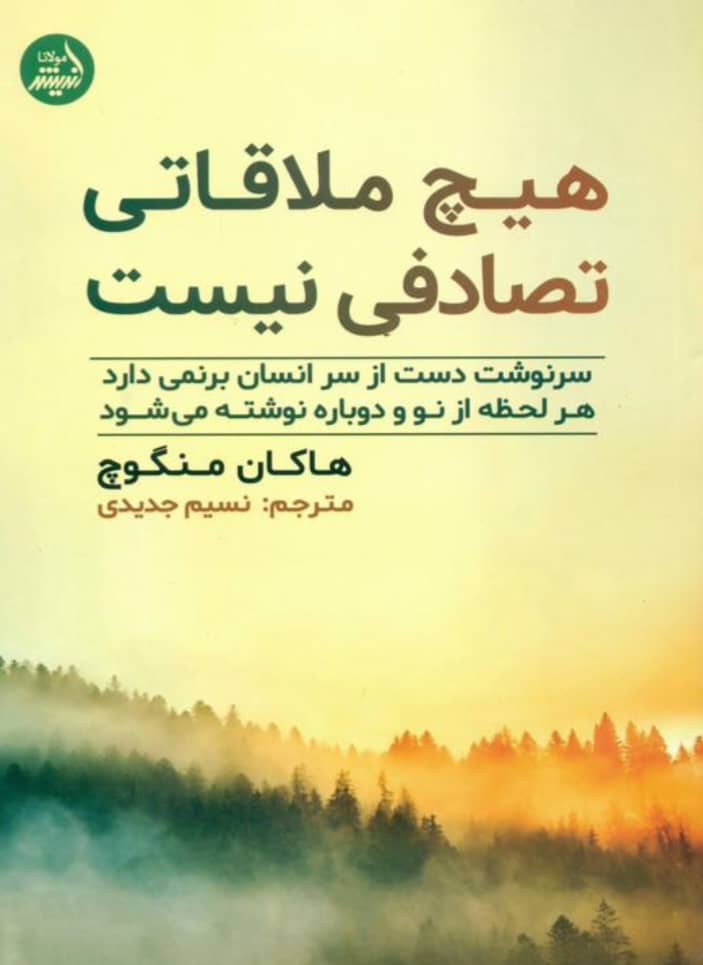 اندیشه
مولانا
هیچ ملاقاتی
تصادفی نیست
سرنوشت دست از سر انسان برنمی دارد
هر لحظه از نو و دوباره نوشته می‌شود
هاکان منگوچ
مترجم: نسیم جدیدی